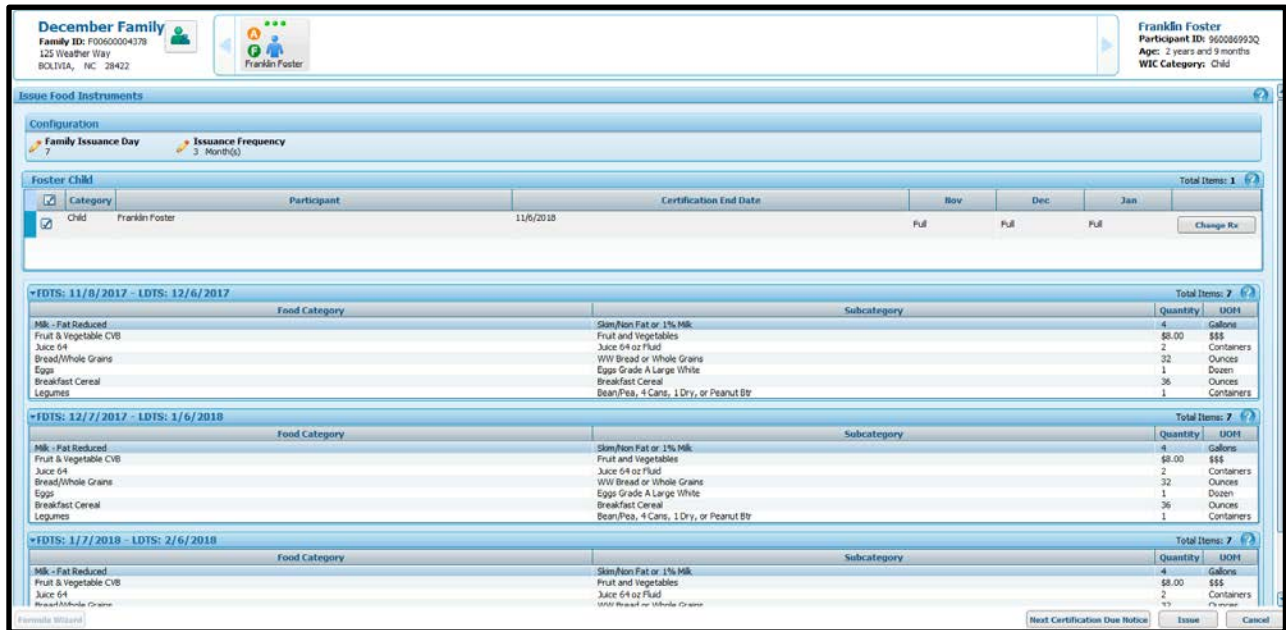 December Family
Family ID: F00600004378
125 Weather Way
BOLIVIA, NC 28422
A
F
Franklin Foster
Franklin Foster
Participant ID: 960086993Q
Age: 2 years and 9 months
WIC Category: Child
Issue Food Instruments
Configuration
Family Issuance Day Issuance Frequency
7 3 Month(s)
Foster Child Total Items: 1
Category Participant Certification End Date Nov Dec Jan
Child Franklin Foster 11/6/2018 Full Full Full Change Rx
FDTS: 11/8/2017 - LDTS: 12/6/2017 Total Items: 7
Food Category Subcategory Quantity UOM
Milk - Fat Reduced Skim/Non Fat or 1% Milk 4 Gallons
Fruit & Vegetable CVB Fruit and Vegetables $8.00 $$$
Juice 64 Juice 64 oz Fluid 2 Containers
Bread/Whole Grains WW Bread or Whole Grains 32 Ounces
Eggs Eggs Grade A Large White 1 Dozen
Breakfast Cereal Breakfast Cereal 36 Ounces
Legumes Bean/Pea, 4 Cans, 1 Dry, or Peanut Btr 1 Containers
FDTS: 12/7/2017 - LDTS: 1/6/2018 Total Items: 7
Food Category Subcategory Quantity UOM
Milk - Fat Reduced Skim/Non Fat or 1% Milk 4 Gallons
Fruit & Vegetable CVB Fruit and Vegetables $8.00 $$$
Juice 64 Juice 64 oz Fluid 2 Containers
Bread/Whole Grains WW Bread or Whole Grains 32 Ounces
Eggs Eggs Grade A Large White 1 Dozen
Breakfast Cereal Breakfast Cereal 36 Ounces
Legumes Bean/Pea, 4 Cans, 1 Dry, or Peanut Btr 1 Containers
FDTS: 1/7/2018 - LDTS: 2/6/2018 Total Items: 7
Food Category Subcategory Quantity UOM
Milk - Fat Reduced Skim/Non Fat or 1% Milk 4 Gallons
Fruit & Vegetable CVB Fruit and Vegetables $8.00 $$$
Juice 64 Juice 64 oz Fluid 2 Containers
Bread/Whole Grains WW Bread or Whole Grains 32 Ounces
Formula Wizard Next Certification Due Notice Issue Cancel